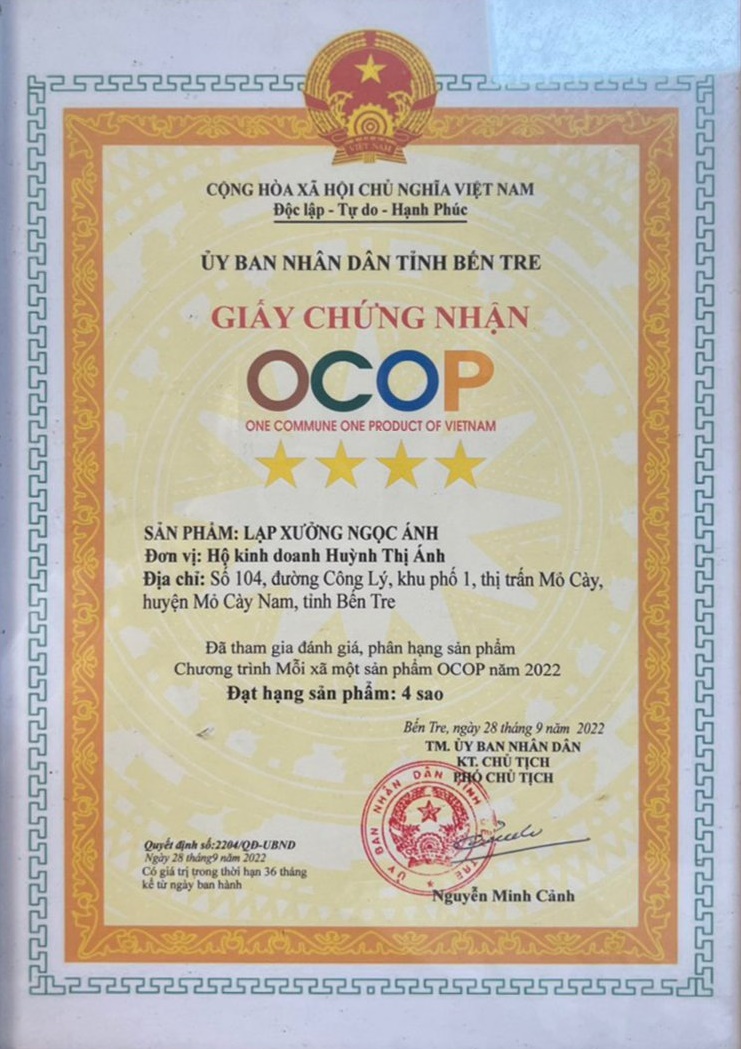 VIỆT NAM
CỘNG HÒA XÃ HỘI CHỦ NGHĨA VIỆT NAM
Độc lập - Tự do - Hạnh Phúc
ỦY BAN NHÂN DÂN TỈNH BẾN TRE
GIẤY CHỨNG NHẬN
OCOP
ONE COMMUNE ONE PRODUCT OF VIETNAM
SẢN PHẨM: LẠP XƯỞNG NGỌC ÁNH
Đơn vị: Hộ kinh doanh Huỳnh Thị Ánh
Địa chỉ: Số 104, đường Công Lý, khu phố 1, thị trấn Mỏ Cày,
huyện Mỏ Cày Nam, tỉnh Bến Tre
Đã tham gia đánh giá, phân hạng sản phẩm
Chương trình Mỗi xã một sản phẩm OCOP năm 2022
Đạt hạng sản phẩm: 4 sao
Bến Tre, ngày 28 tháng 9 năm 2022
TM. ỦY BAN NHÂN DÂN
KT. CHỦ TỊCH
PHÓ CHỦ TỊCH
ỦY BAN NHÂN DÂN TỈNH BẾN TRE
Nguyễn Minh Cảnh
Quyết định số:2204/QĐ-UBND
Ngày 28 tháng9 năm 2022
Có giá trị trong thời hạn 36 tháng
kể từ ngày ban hành